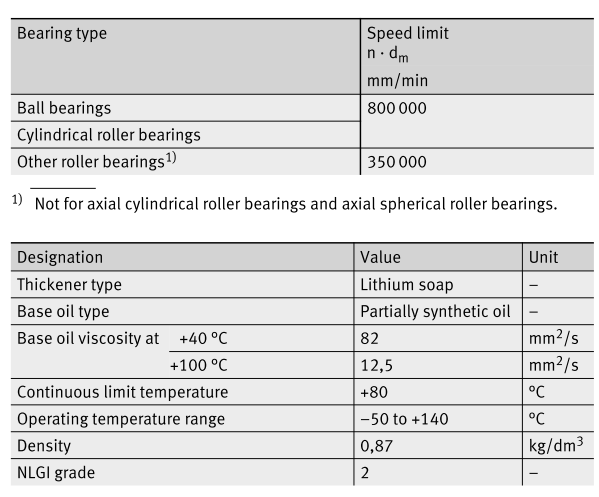 Bearing type Speed limit
n · dm
mm/min
Ball bearings 800 000
Cylindrical roller bearings
Other roller bearings1) 350 000
1) Not for axial cylindrical roller bearings and axial spherical roller bearings.
Designation Value Unit
Thickener type Lithium soap –
Base oil type Partially synthetic oil –
Base oil viscosity at +40 °C 82 mm2/s
+100 °C 12,5 mm2/s
Continuous limit temperature +80 °C
Operating temperature range –50 to +140 °C
Density 0,87 kg/dm3
NLGI grade 2 –